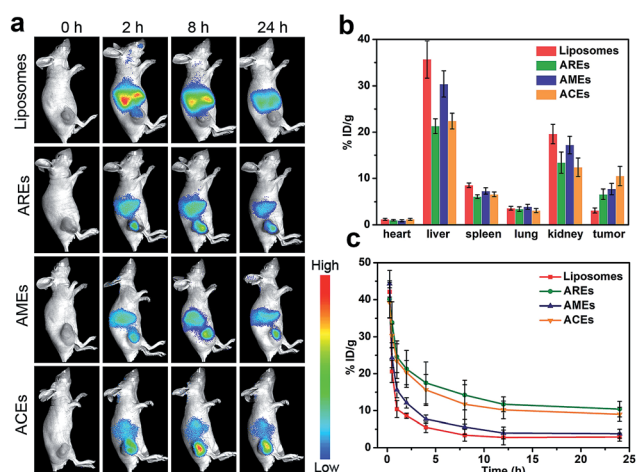 a
0 h 2 h 8 h 24 h
Liposomes
AREs
AMEs
ACEs
High
Low
b
% ID/g
40
30
20
10
0
Liposomes
AREs
AMEs
ACEs
heart liver spleen lung kidney tumor
c
% ID/g
50
40
30
20
10
0
Liposomes
AREs
AMEs
ACEs
0 5 10 15 20 25
Time (h)